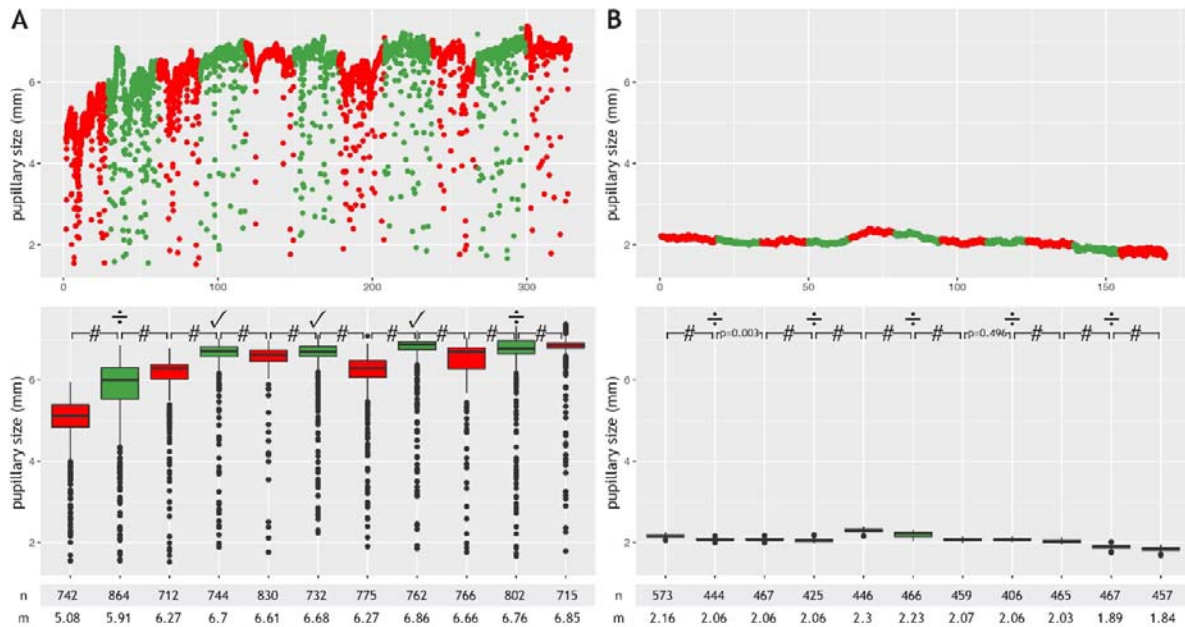 A
B
pupillary size (mm)
6
4
2
0
100
200
300
pupillary size (mm)
6
4
2
0
50
100
150
÷ ✓ ✓ ✓ ÷
# # # # # # # # # #
pupillary size (mm)
6
4
2
÷ ÷ ÷ ÷ ÷
# p=0.003 # # # # p=0.496 # # #
pupillary size (mm)
6
4
2
n 742 864 712 744 830 732 775 762 766 802 715
m 5.08 5.91 6.27 6.7 6.61 6.68 6.27 6.86 6.66 6.76 6.85
573 444 467 425 446 466 459 406 465 467 457
2.16 2.06 2.06 2.06 2.3 2.23 2.07 2.06 2.03 1.89 1.84